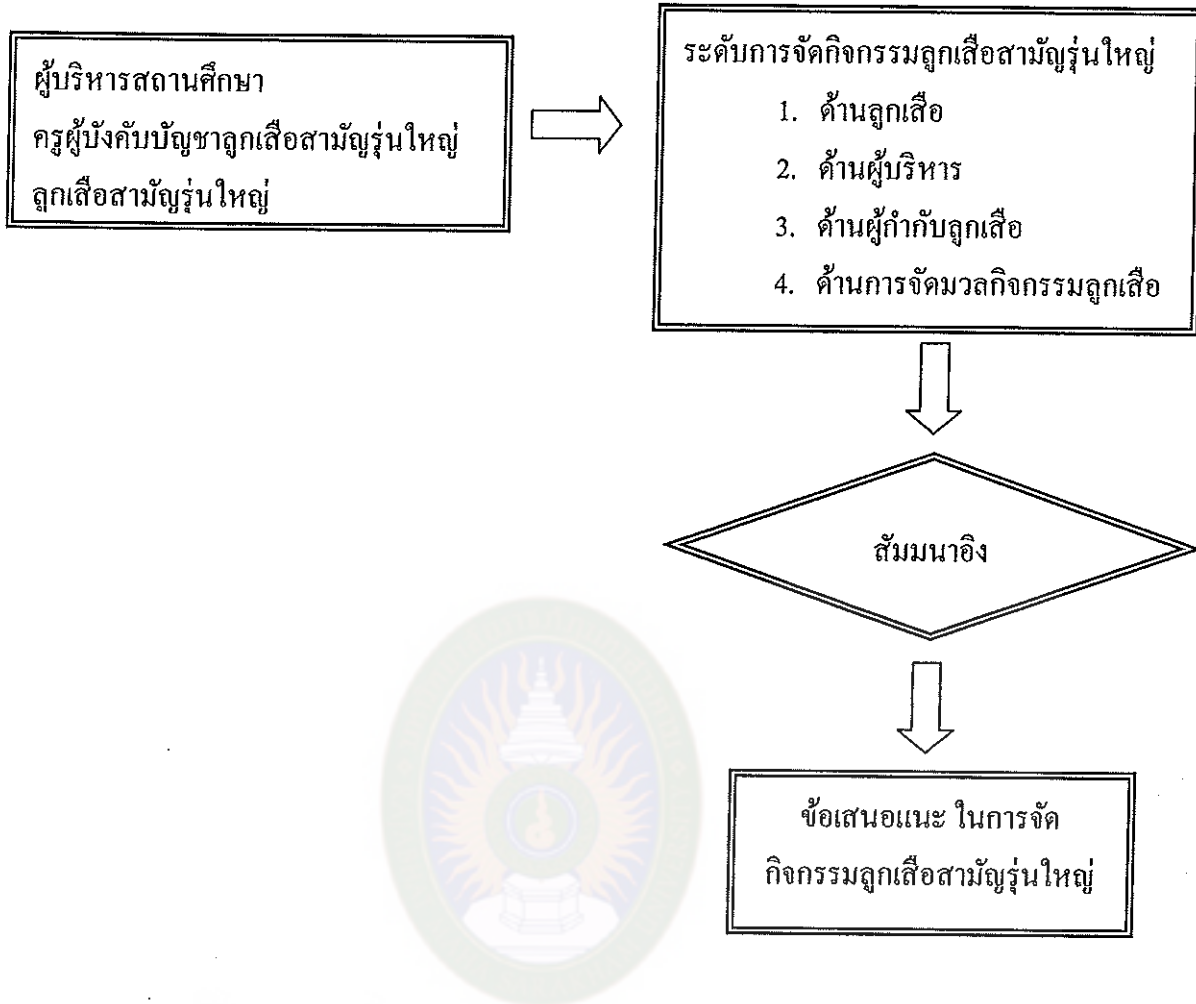 ผู้บริหารสถานศึกษา
ครูผู้บังคับบัญชาลูกเสือสามัญรุ่นใหญ่
ลูกเสือสามัญรุ่นใหญ่
ระดับการจัดกิจกรรมลูกเสือสามัญรุ่นใหญ่
1. ด้านลูกเสือ
2. ด้านผู้บริหาร
3. ด้านผู้กำกับลูกเสือ
4. ด้านการจัดมวลกิจกรรมลูกเสือ
สัมมนาอิง
ข้อเสนอแนะ ในการจัด
กิจกรรมลูกเสือสามัญรุ่นใหญ่